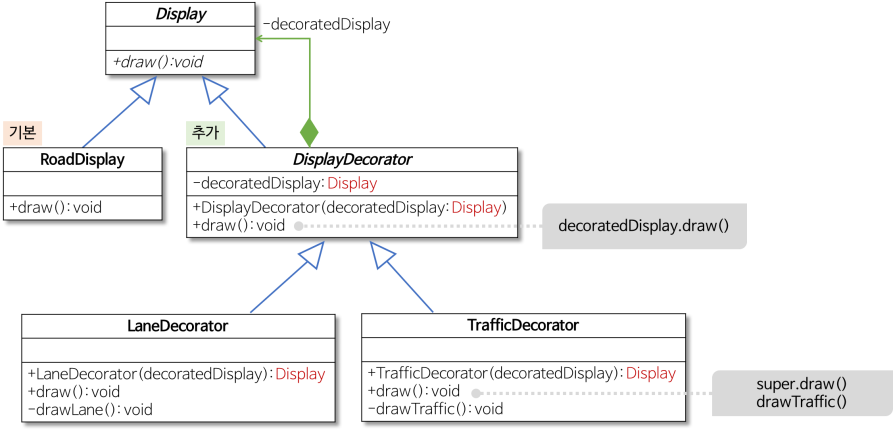 Display
-decoratedDisplay
+draw():void
기본
추가
RoadDisplay
+draw():void
DisplayDecorator
-decoratedDisplay: Display
+DisplayDecorator(decoratedDisplay: Display)
+draw():void
decoratedDisplay.draw()
LaneDecorator
+LaneDecorator(decoratedDisplay): Display
+draw():void
-drawLane():void
TrafficDecorator
+TrafficDecorator(decoratedDisplay): Display
+draw():void
-drawTraffic():void
super.draw()
drawTraffic()